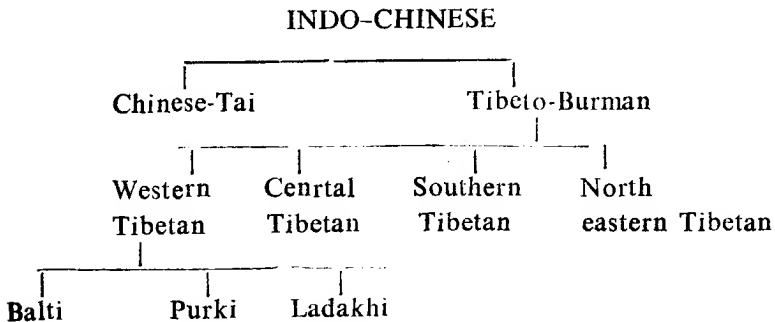 INDO-CHINESE
Chinese-Tai Tibeto-Burman
Western Cenrtal Southern North
Tibetan Tibetan Tibetan eastern Tibetan
Balti Purki Ladakhi